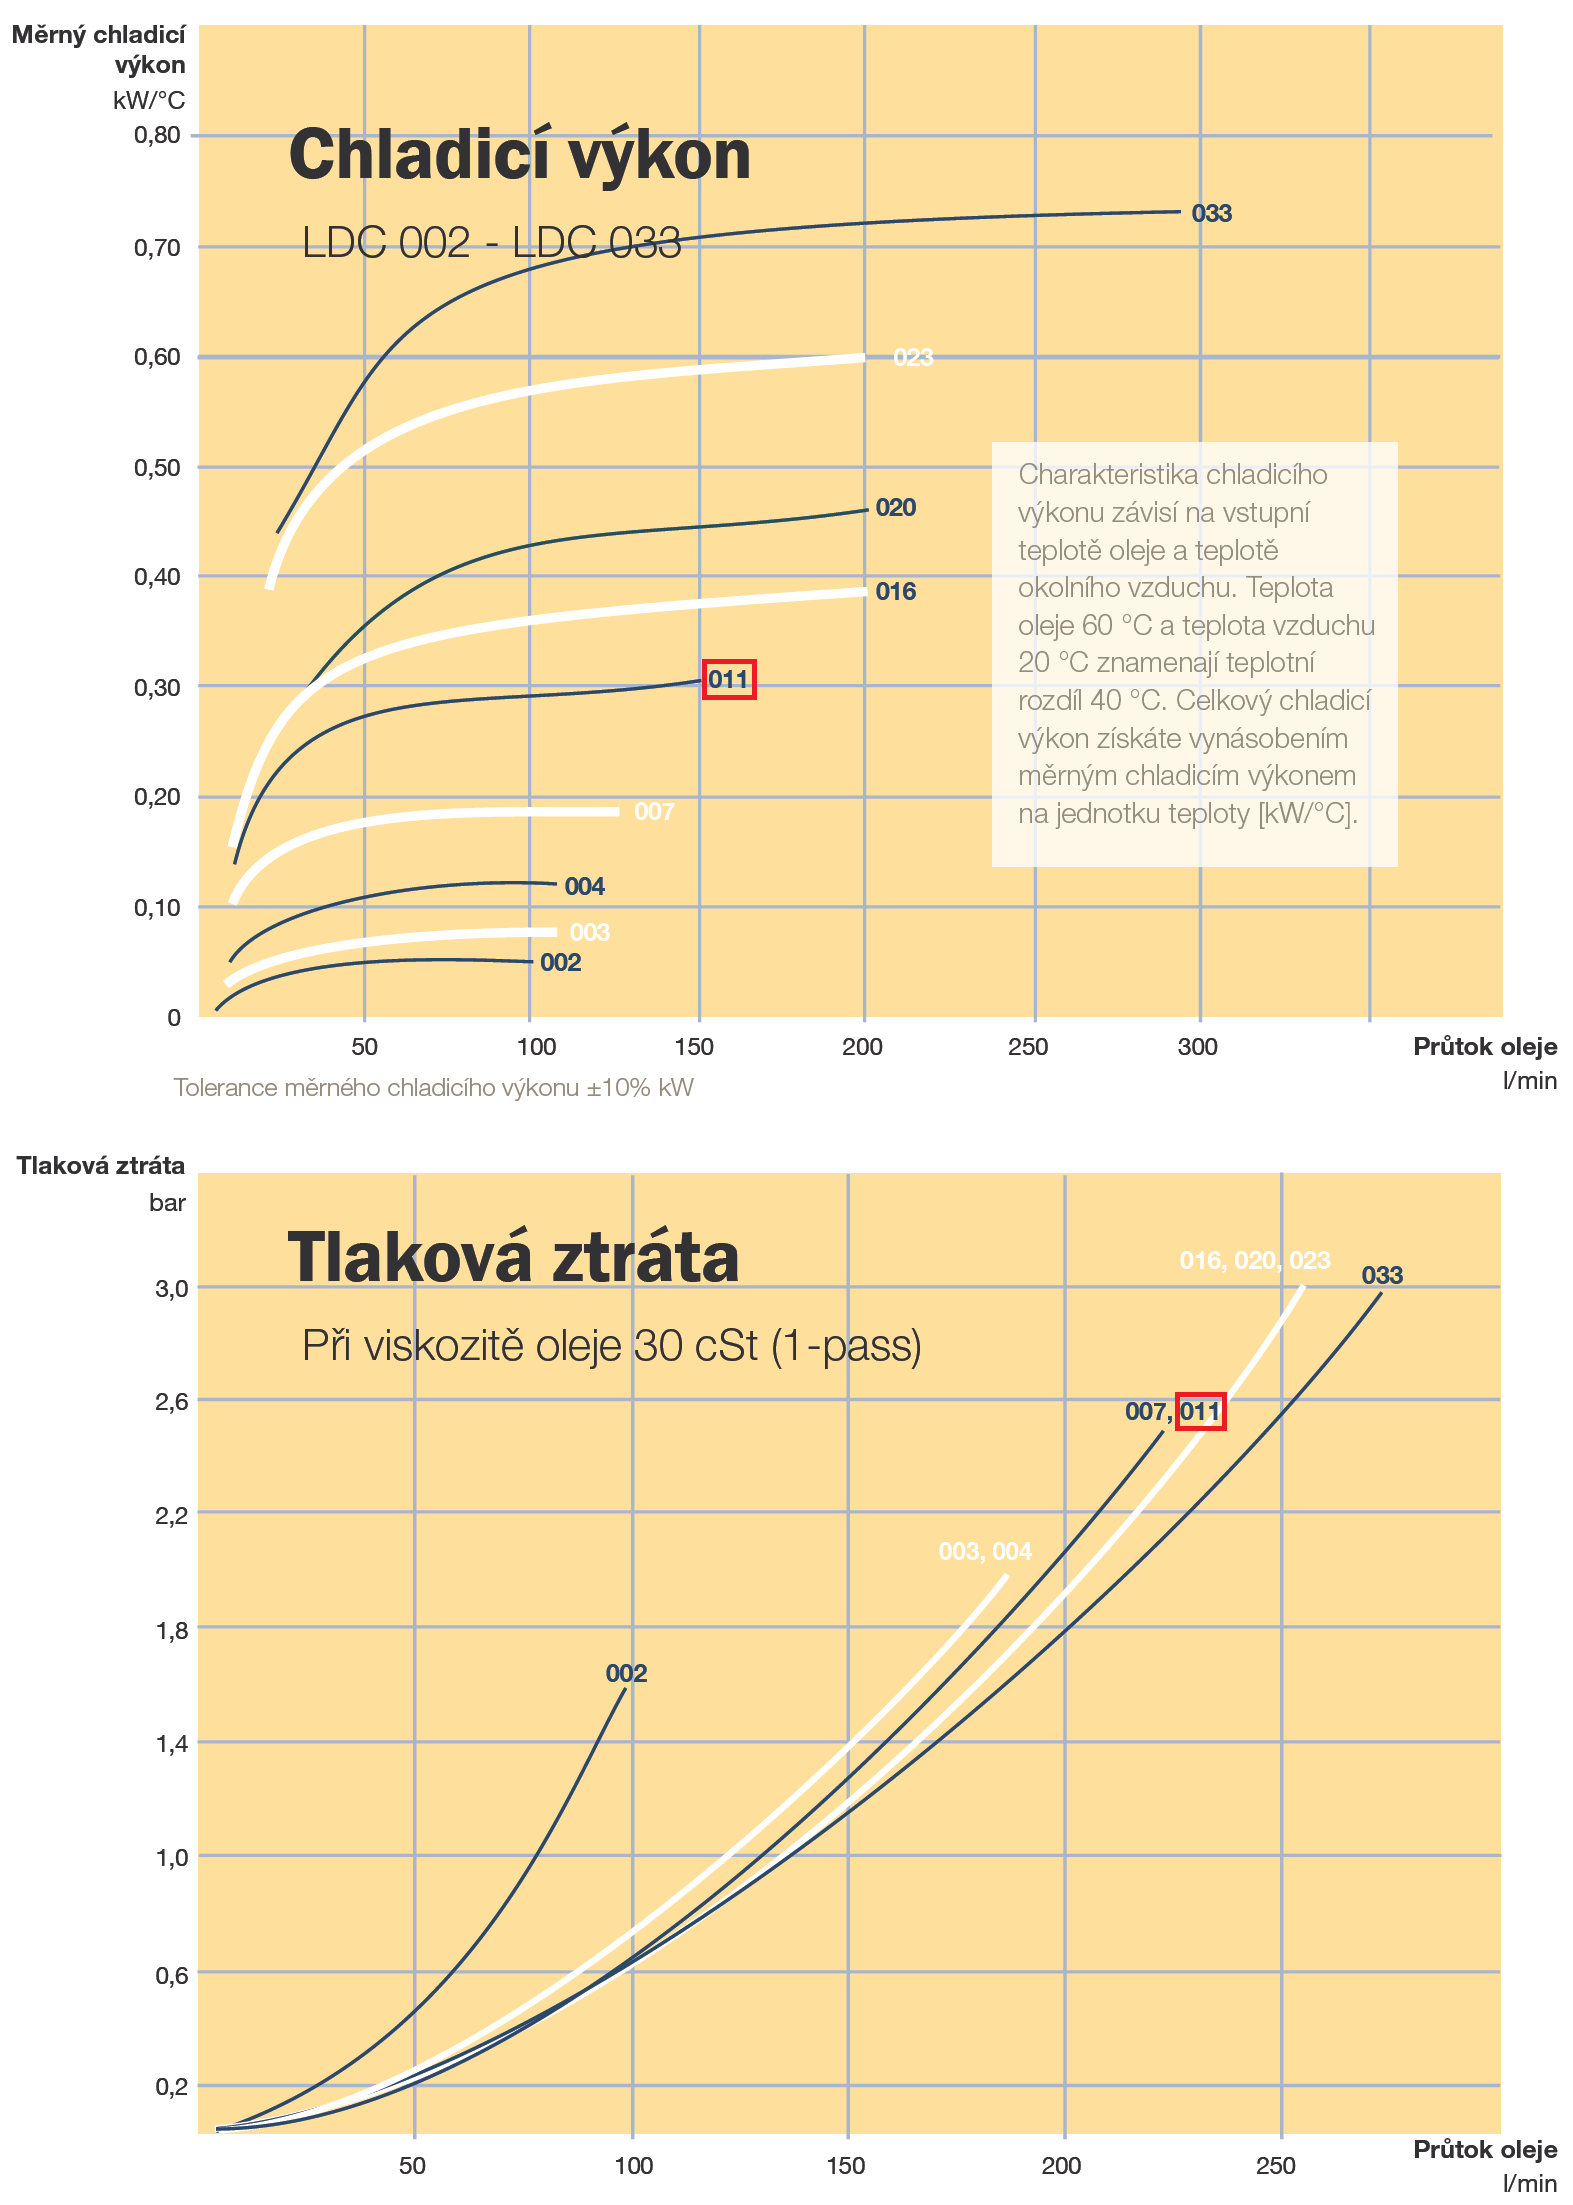 Měrný chladicí
výkon
kW/°C
Chladicí výkon
LDC 002 - LDC 033
0,80
0,70
0,60
0,50
0,40
0,30
0,20
0,10
0
033
023
020
016
011
007
004
003
002
Charakteristika chladicího
výkonu závisí na vstupní
teplotě oleje a teplotě
okolního vzduchu. Teplota
oleje 60 °C a teplota vzduchu
20 °C znamenají teplotní
rozdíl 40 °C. Celkový chladicí
výkon získáte vynásobením
měrným chladicím výkonem
na jednotku teploty [kW/°C].
50 100 150 200 250 300
Průtok oleje
l/min
Tolerance měrného chladicího výkonu ±10% kW
Tlaková ztráta
bar
Tlaková ztráta
Při viskozitě oleje 30 cSt (1-pass)
3,0
2,6
2,2
1,8
1,4
1,0
0,6
0,2
016, 020, 023
033
007, 011
003, 004
002
50 100 150 200 250
Průtok oleje
l/min